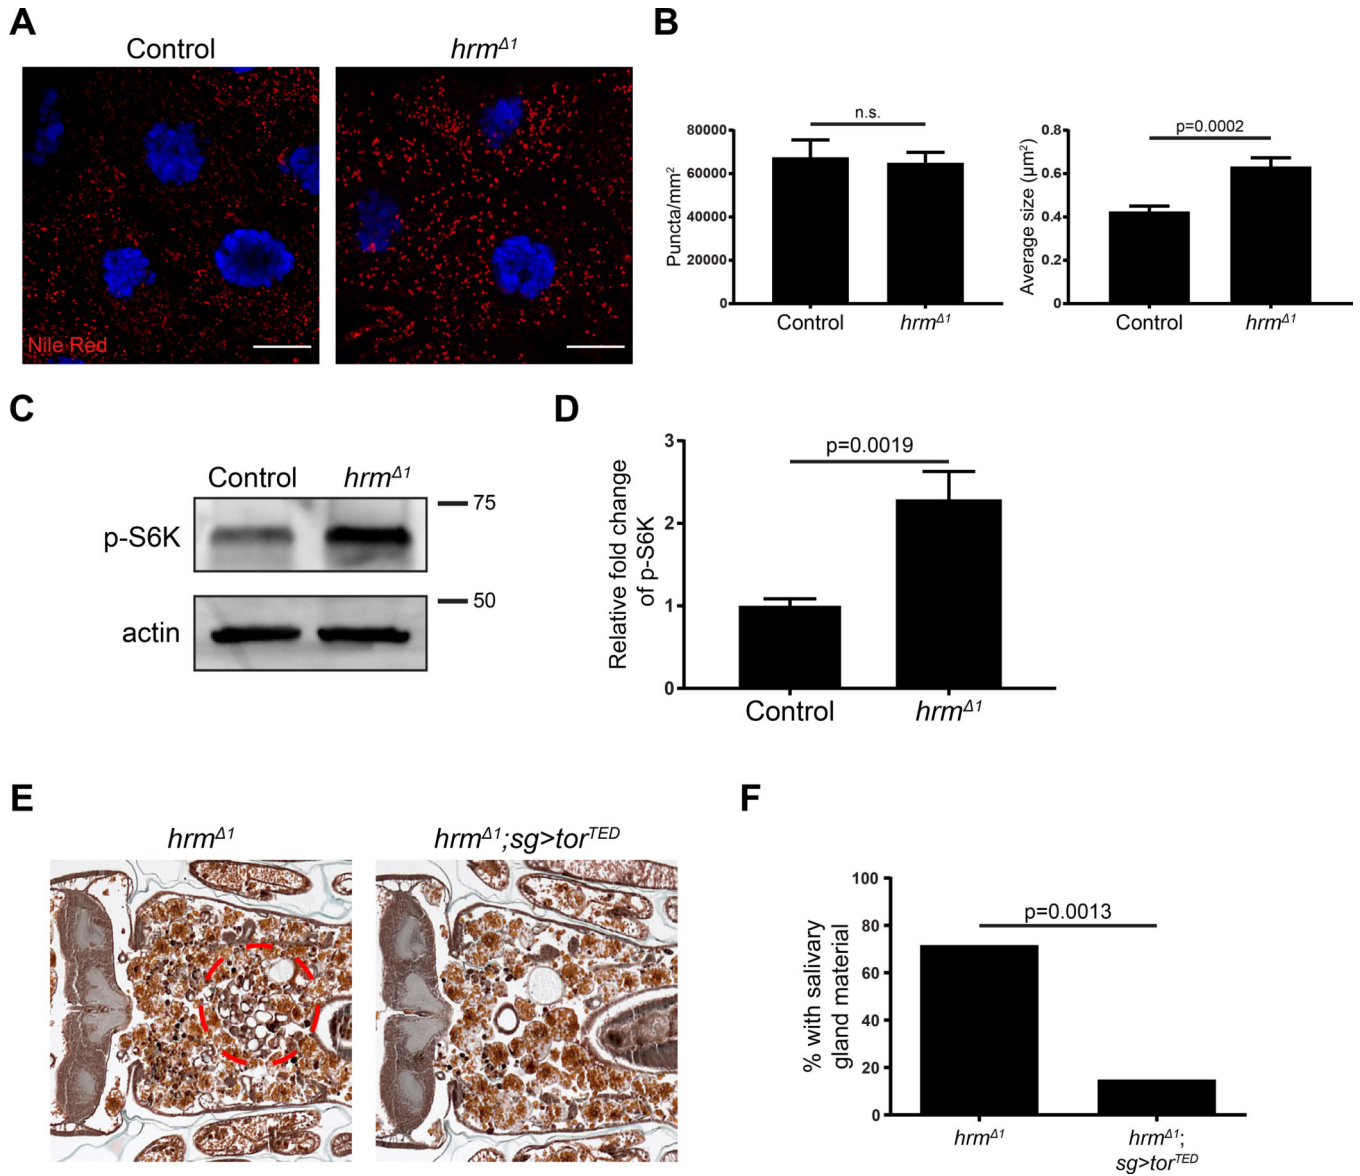 A
Control
hrmΔ1
Nile Red
B
n.s.
80000
60000
40000
20000
0
Puncta/mm²
Control
hrmΔ1
p=0.0002
0.8
0.6
0.4
0.2
0
Average size (µm²)
Control
hrmΔ1
C
Control
hrmΔ1
p-S6K
75
actin
50
D
p=0.0019
3
2
1
0
Relative fold change
of p-S6K
Control
hrmΔ1
E
hrmΔ1
hrmΔ1;sg>torTED
F
p=0.0013
100
80
60
40
20
0
% with salivary
gland material
hrmΔ1
hrmΔ1;
sg>torTED